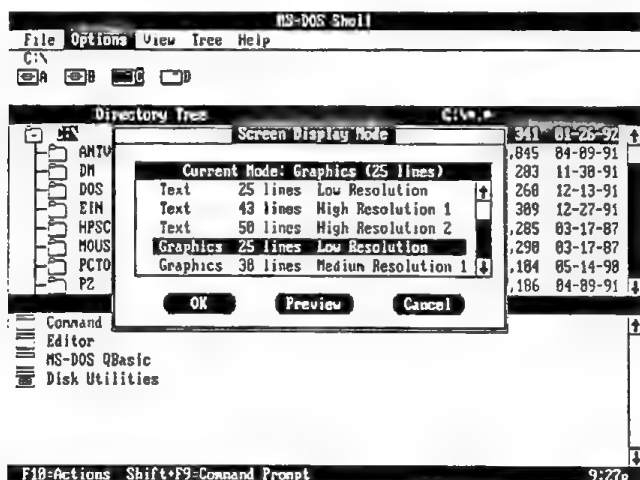 MS-DOS Shell
File Options View Tree Help
C:\
A B C D
Directory Tree C:\*.*
C:\ 341 01-26-92
ANTV ,845 04-09-91
DM 283 11-30-91
DOS 260 12-13-91
EIN 309 12-27-91
HPSC ,285 03-17-87
MOUS ,290 03-17-87
PCTO ,184 05-14-90
PZ ,186 04-09-91
Screen Display Mode
Current Mode: Graphics (25 lines)
Text 25 lines Low Resolution
Text 43 lines High Resolution 1
Text 50 lines High Resolution 2
Graphics 25 lines Low Resolution
Graphics 30 lines Medium Resolution 1
OK Preview Cancel
Command
Editor
MS-DOS QBasic
Disk Utilities
F10=Actions Shift+F9=Command Prompt 9:27p